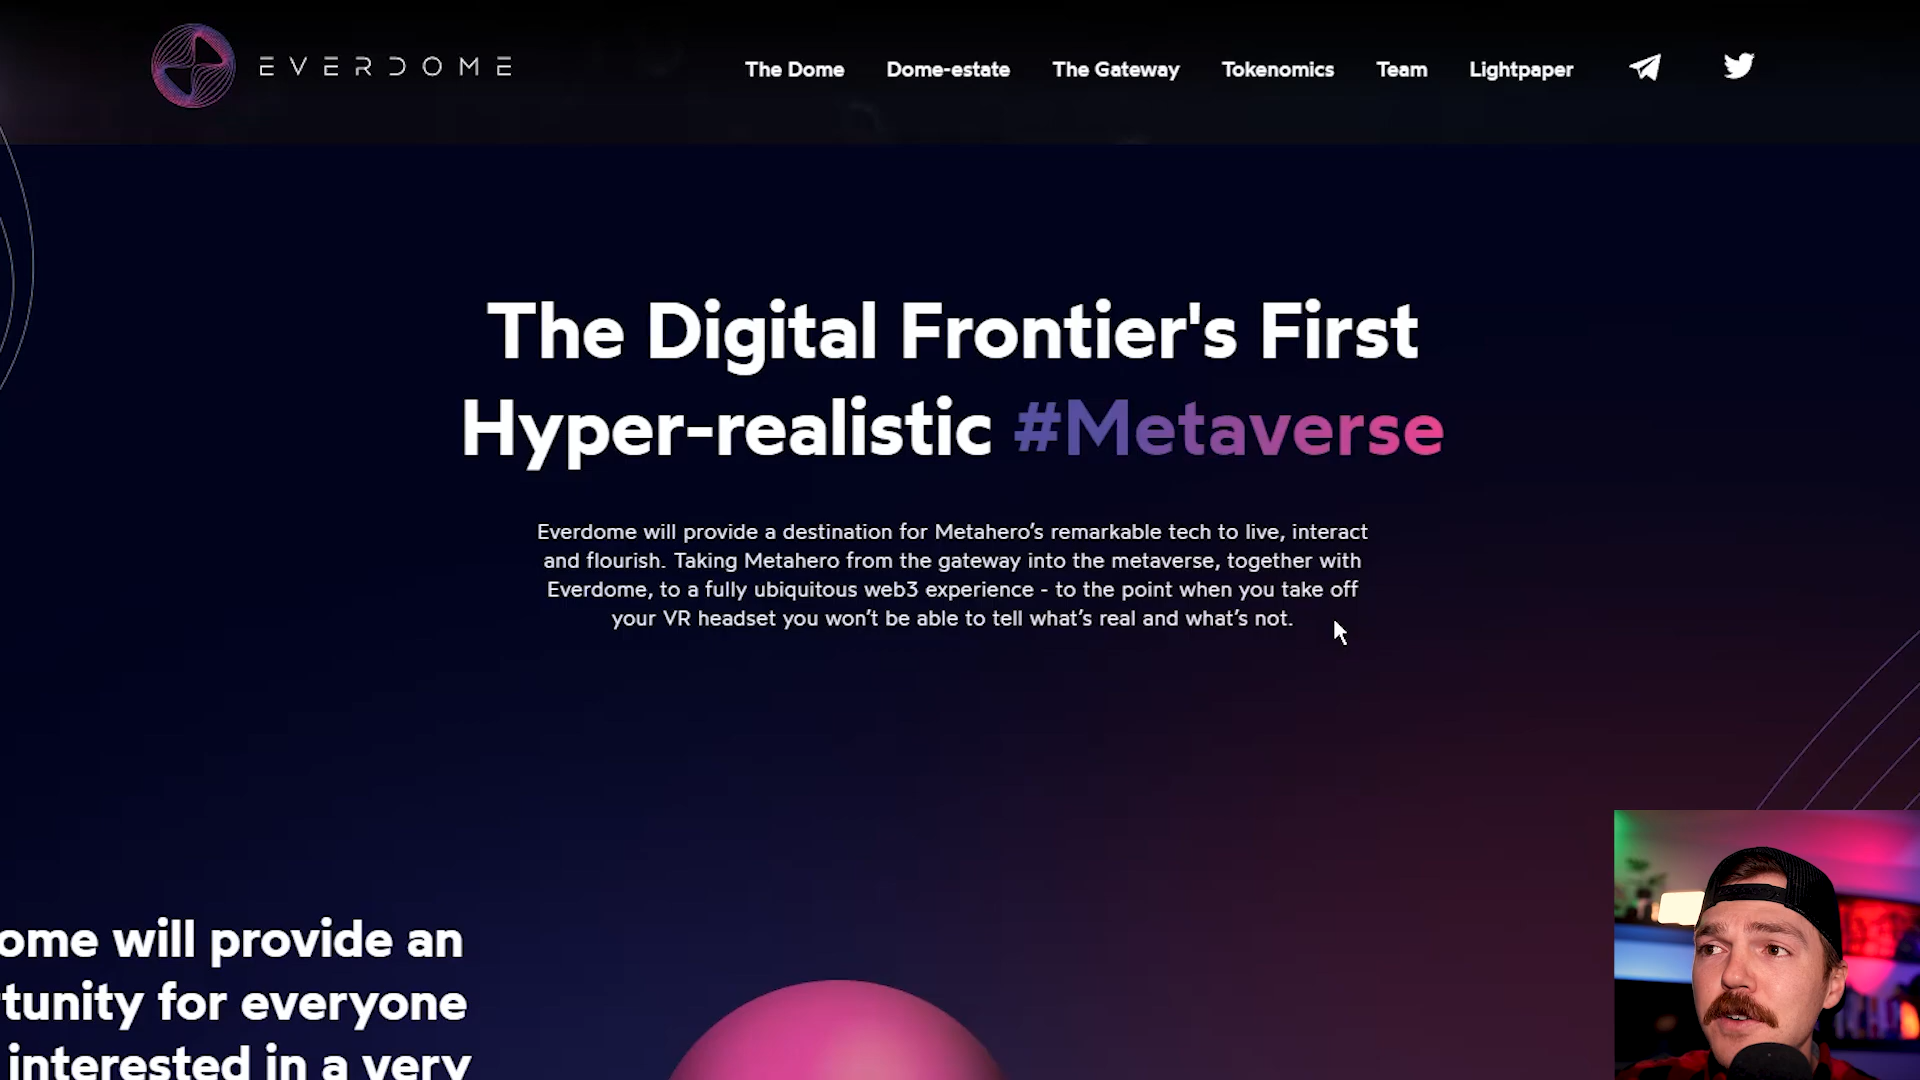 EVERDOME
The Dome Dome-estate The Gateway Tokenomics Team Lightpaper
The Digital Frontier's First
Hyper-realistic #Metaverse
Everdome will provide a destination for Metahero’s remarkable tech to live, interact
and flourish. Taking Metahero from the gateway into the metaverse, together with
Everdome, to a fully ubiquitous web3 experience - to the point when you take off
your VR headset you won’t be able to tell what’s real and what’s not.
ome will provide an
tunity for everyone
interested in a very